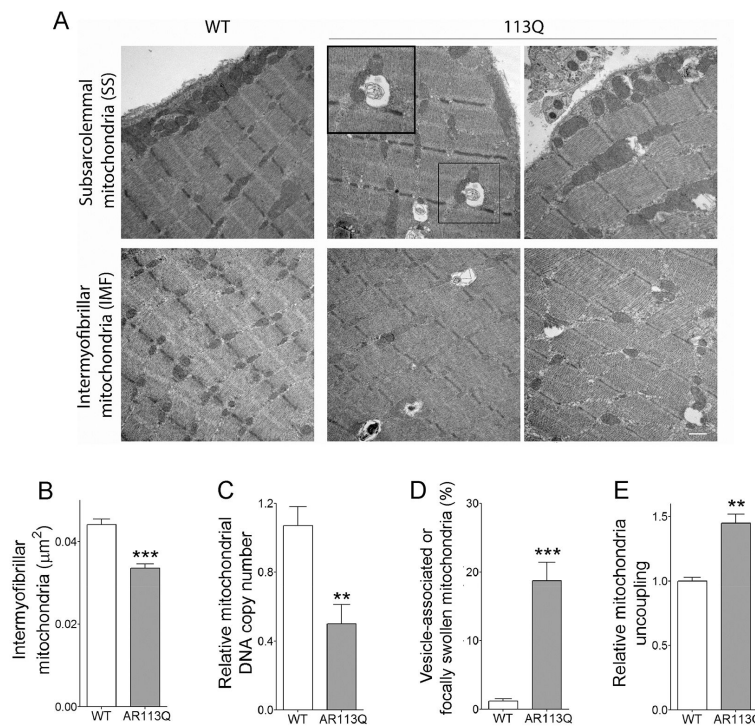 A
WT
113Q
Subsarcolemmal
mitochondria (SS)
Intermyofibrillar
mitochondria (IMF)
B
Intermyofibrillar
mitochondria (μm²)
0.04
0.02
0.00
***
WT
AR113Q
C
Relative mitochondrial
DNA copy number
1.2
0.8
0.4
0.0
**
WT
AR113Q
D
Vesicle-associated or
focally swollen mitochondria (%)
30
20
10
0
***
WT
AR113Q
E
Relative mitochondria
uncoupling
1.5
1.0
0.5
0.0
**
WT
AR113Q